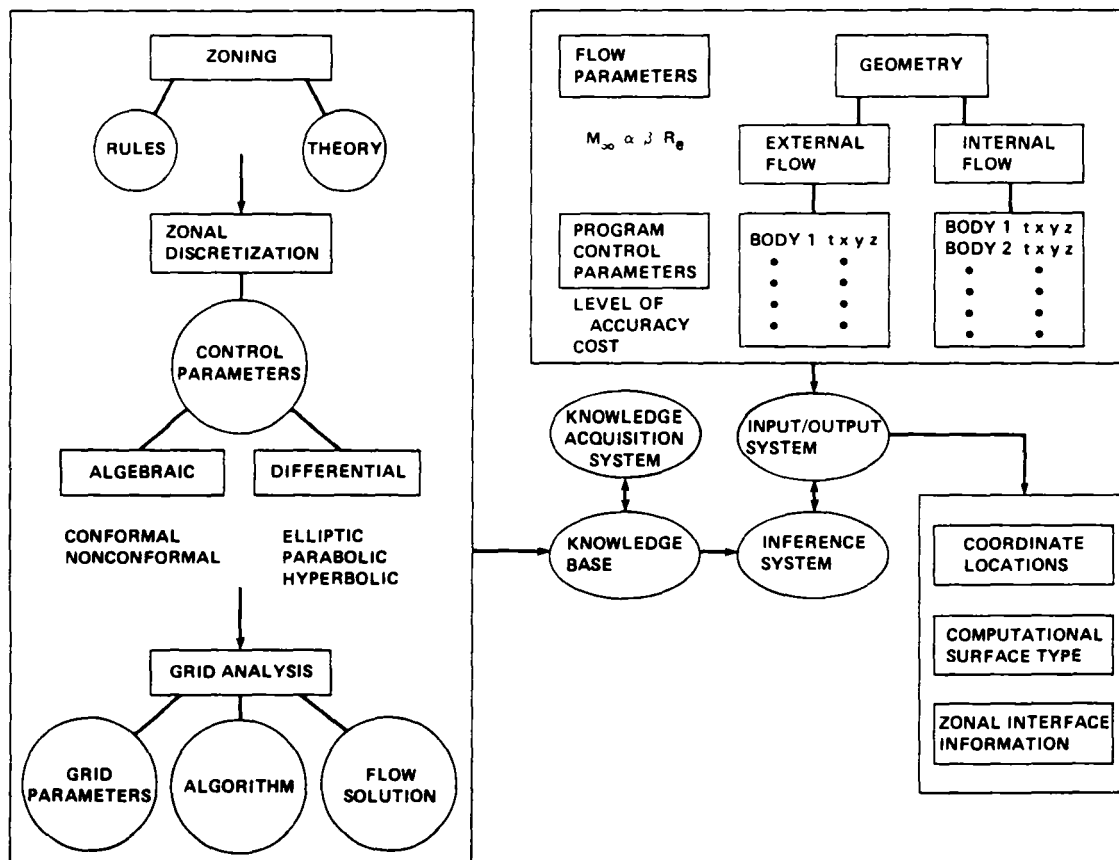 ZONING
RULES
THEORY
ZONAL
DISCRETIZATION
CONTROL
PARAMETERS
ALGEBRAIC
DIFFERENTIAL
CONFORMAL
NONCONFORMAL
ELLIPTIC
PARABOLIC
HYPERBOLIC
GRID ANALYSIS
GRID
PARAMETERS
ALGORITHM
FLOW
SOLUTION
FLOW
PARAMETERS
M∞ α β Re
PROGRAM
CONTROL
PARAMETERS
LEVEL OF
ACCURACY
COST
GEOMETRY
EXTERNAL
FLOW
INTERNAL
FLOW
BODY 1 t x y z
BODY 1 t x y z
BODY 2 t x y z
KNOWLEDGE
ACQUISITION
SYSTEM
INPUT/OUTPUT
SYSTEM
KNOWLEDGE
BASE
INFERENCE
SYSTEM
COORDINATE
LOCATIONS
COMPUTATIONAL
SURFACE TYPE
ZONAL INTERFACE
INFORMATION